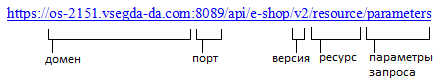 https://os-2151.vsegda-da.com:8089/api/e-shop/v2/resource/parameters
домен порт версия ресурс параметры
запроса